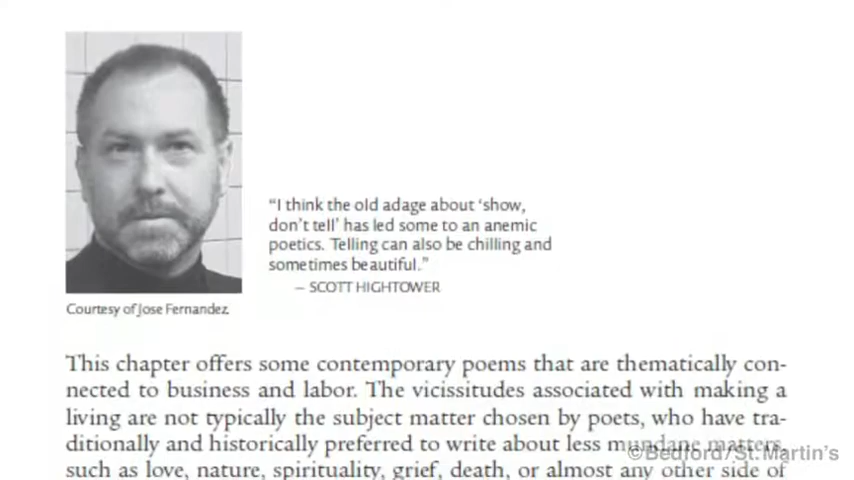 “I think the old adage about ‘show,
don’t tell’ has led some to an anemic
poetics. Telling can also be chilling and
sometimes beautiful.”
– SCOTT HIGHTOWER
Courtesy of Jose Fernandez.
This chapter offers some contemporary poems that are thematically con-
nected to business and labor. The vicissitudes associated with making a
living are not typically the subject matter chosen by poets, who have tra-
ditionally and historically preferred to write about less mundane matters,
such as love, nature, spirituality, grief, death, or almost any other side of
©Bedford/St. Martin’s